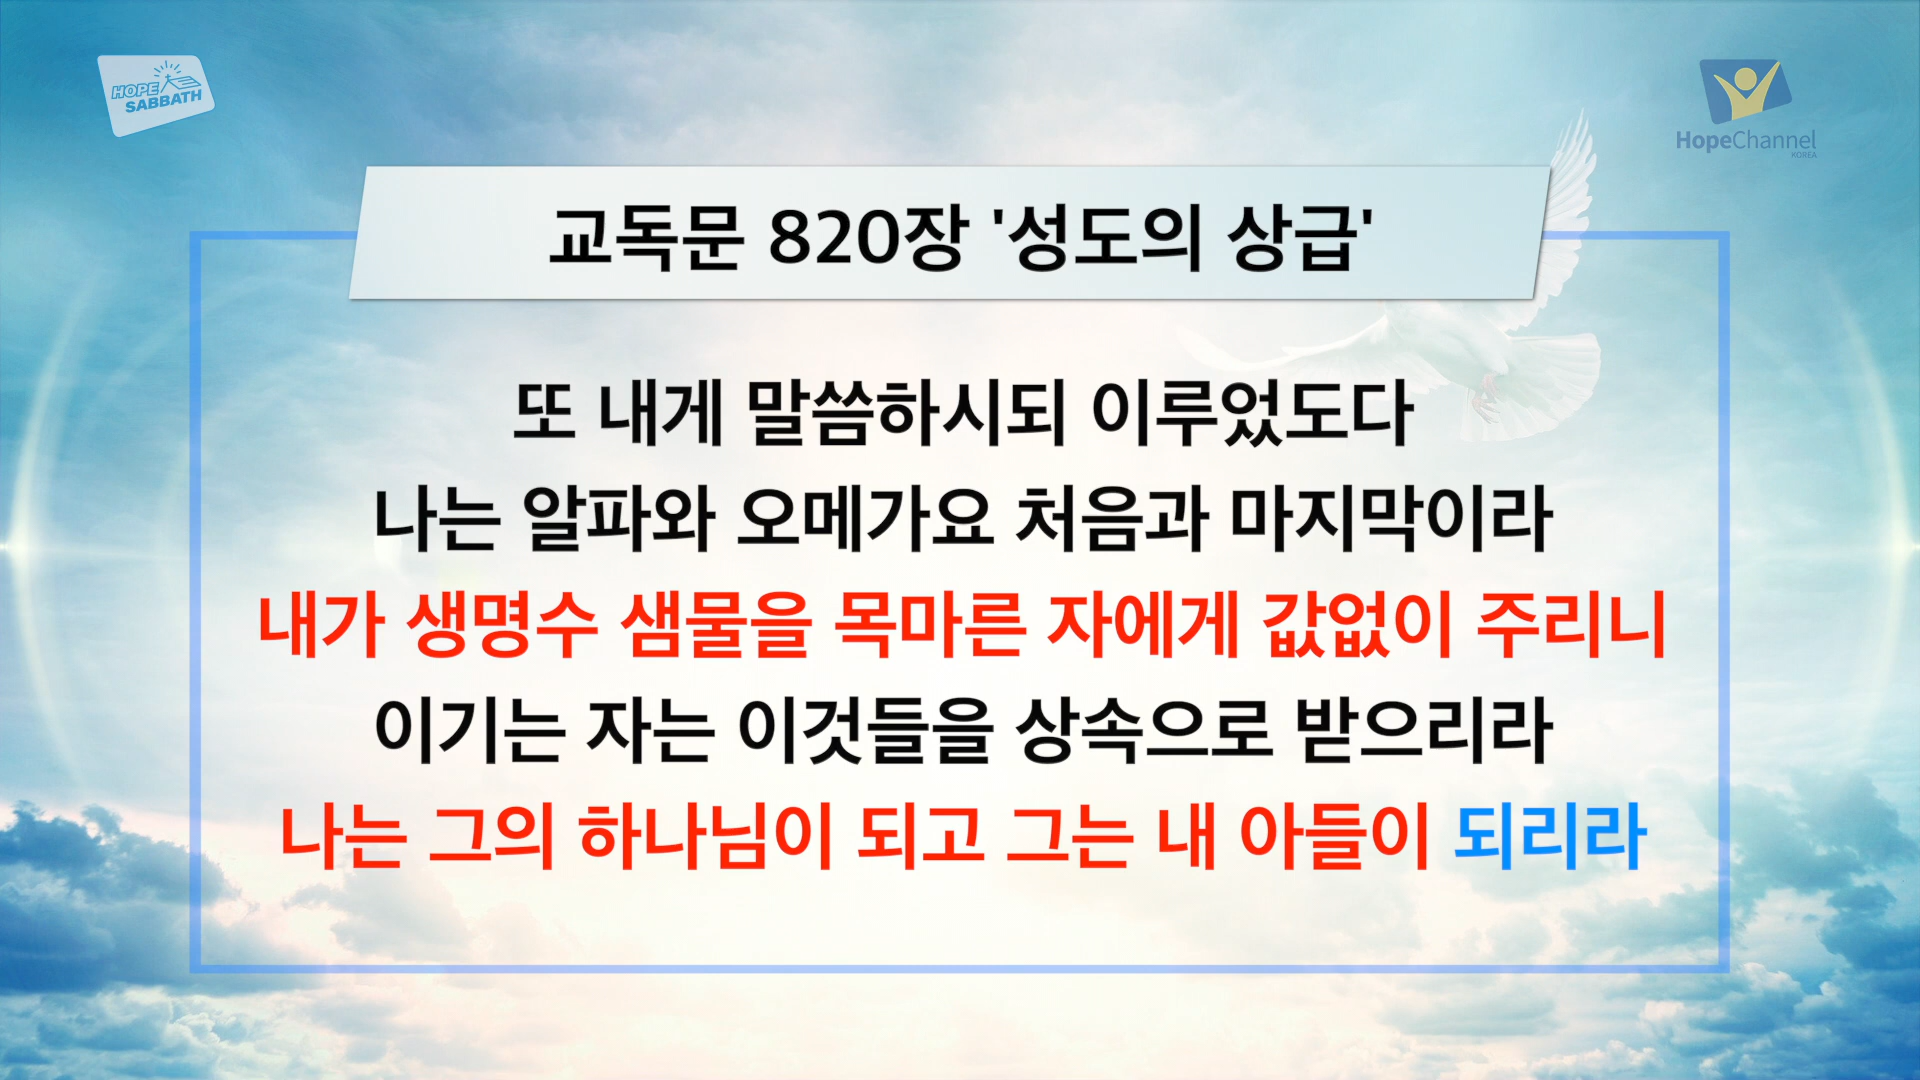 HOPE
SABBATH
HopeChannel
KOREA
교독문 820장 '성도의 상급'
또 내게 말씀하시되 이루었도다
나는 알파와 오메가요 처음과 마지막이라
내가 생명수 샘물을 목마른 자에게 값없이 주리니
이기는 자는 이것들을 상속으로 받으리라
나는 그의 하나님이 되고 그는 내 아들이 되리라